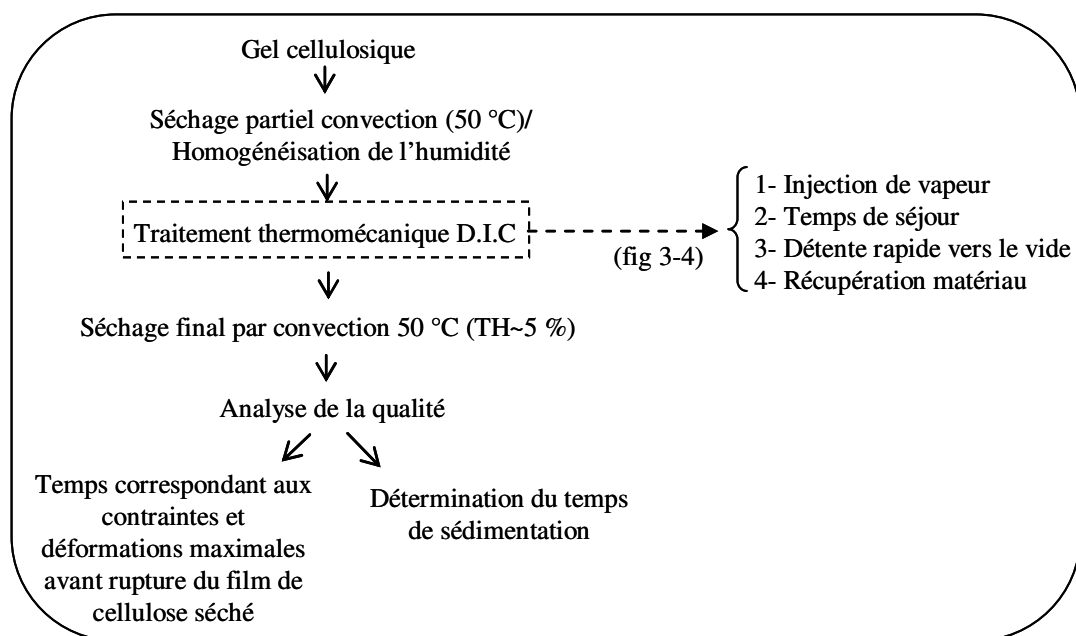 Gel cellulosique
Séchage partiel convection (50 °C)/
Homogénéisation de l'humidité
Traitement thermomécanique D.I.C
(fig 3-4)
1- Injection de vapeur
2- Temps de séjour
3- Détente rapide vers le vide
4- Récupération matériau
Séchage final par convection 50 °C (TH~5 %)
Analyse de la qualité
Temps correspondant aux
contraintes et
déformations maximales
avant rupture du film de
cellulose séché
Détermination du temps
de sédimentation